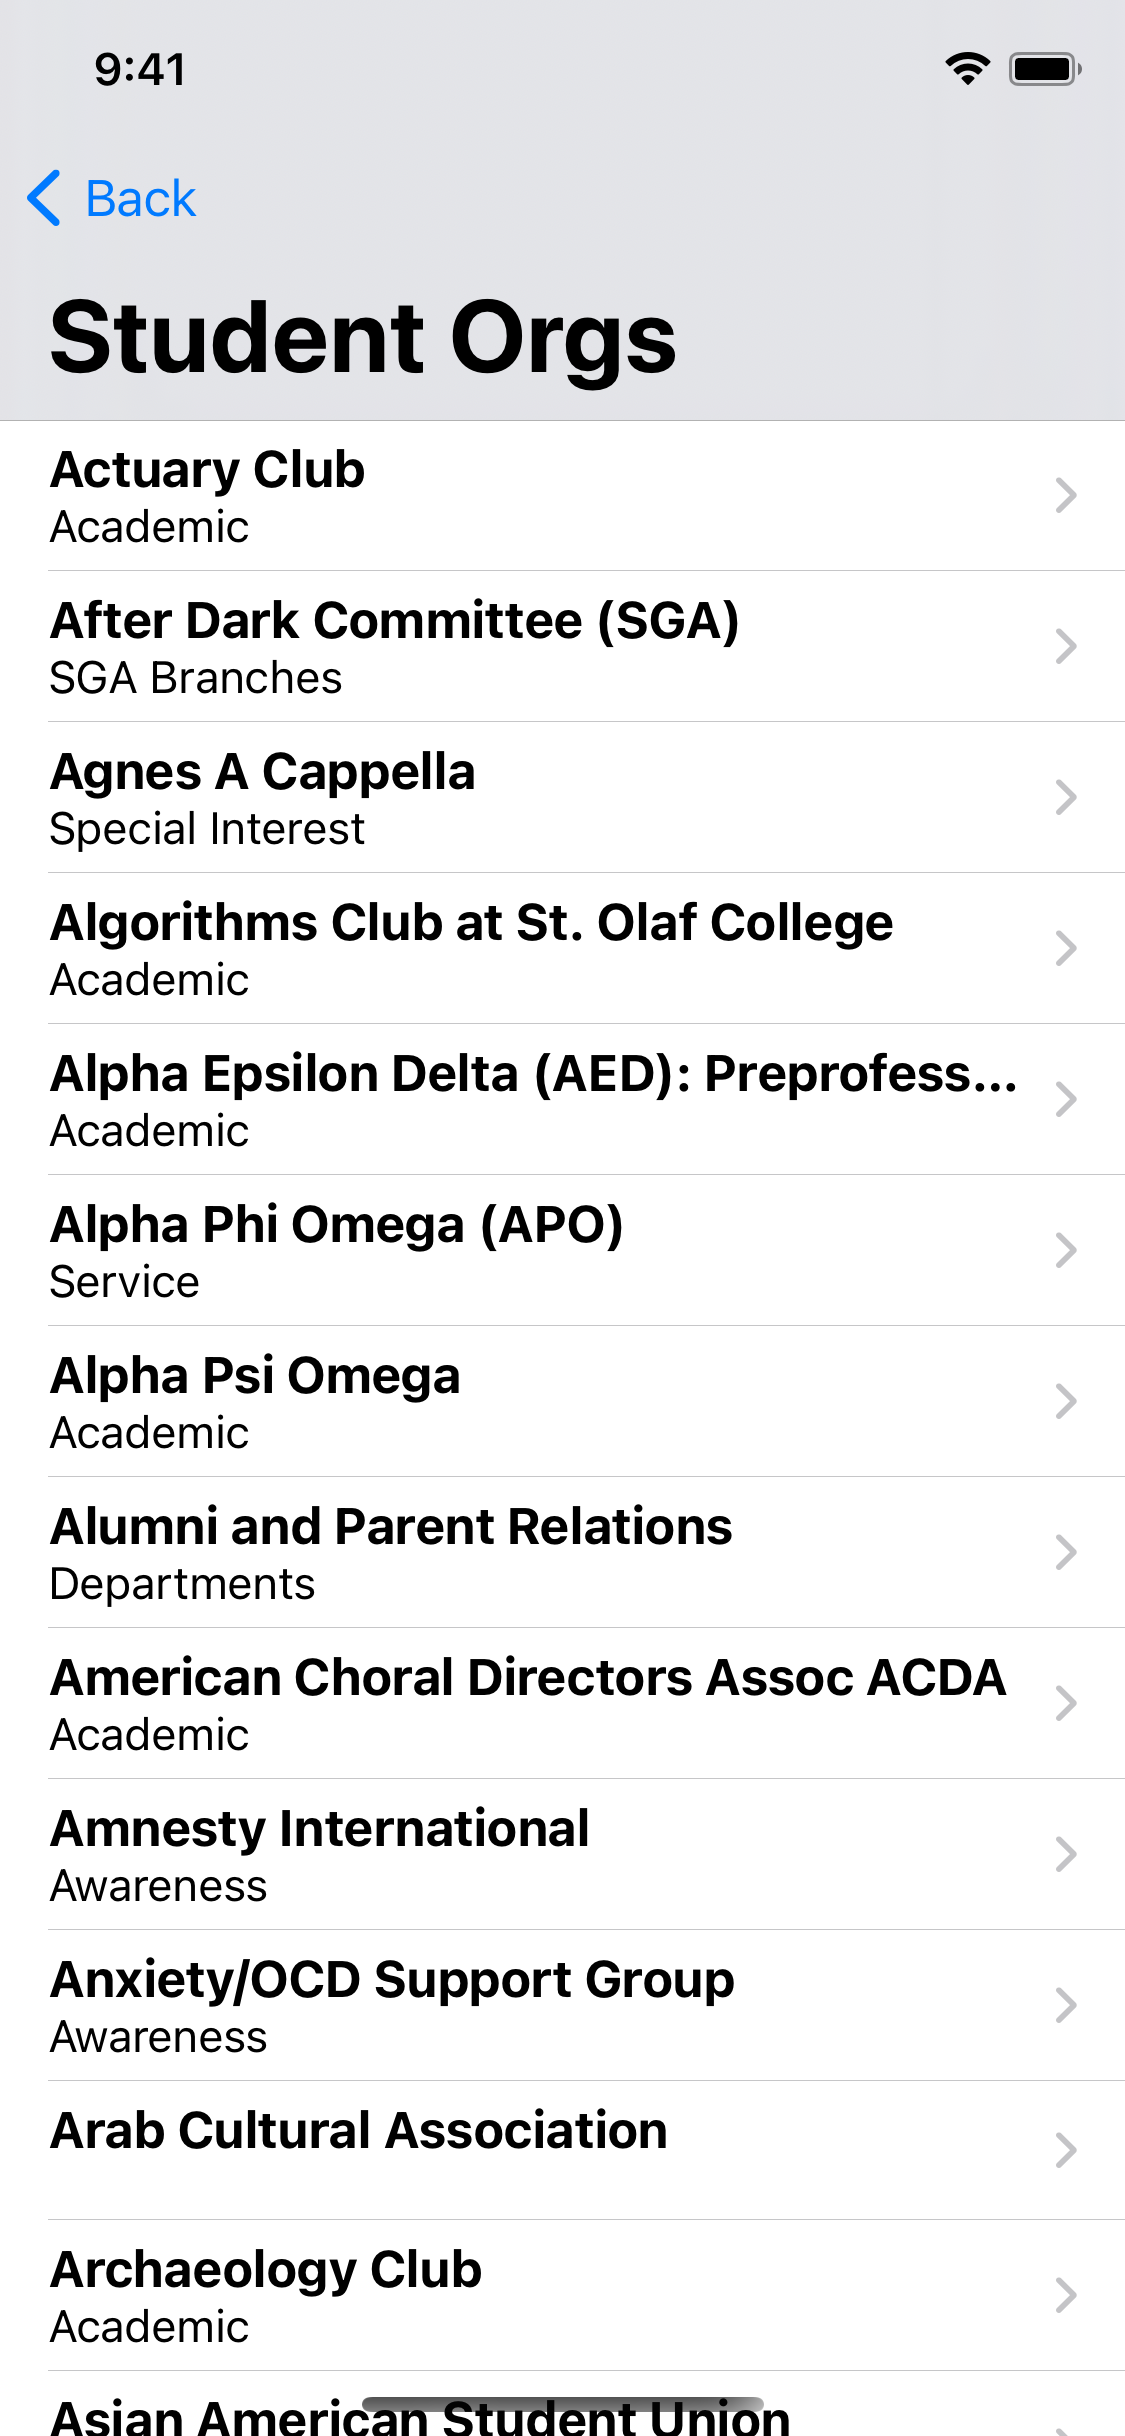 9:41
Back
Student Orgs
Actuary Club
Academic
After Dark Committee (SGA)
SGA Branches
Agnes A Cappella
Special Interest
Algorithms Club at St. Olaf College
Academic
Alpha Epsilon Delta (AED): Preprofess...
Academic
Alpha Phi Omega (APO)
Service
Alpha Psi Omega
Academic
Alumni and Parent Relations
Departments
American Choral Directors Assoc ACDA
Academic
Amnesty International
Awareness
Anxiety/OCD Support Group
Awareness
Arab Cultural Association
Archaeology Club
Academic
Asian American Student Union